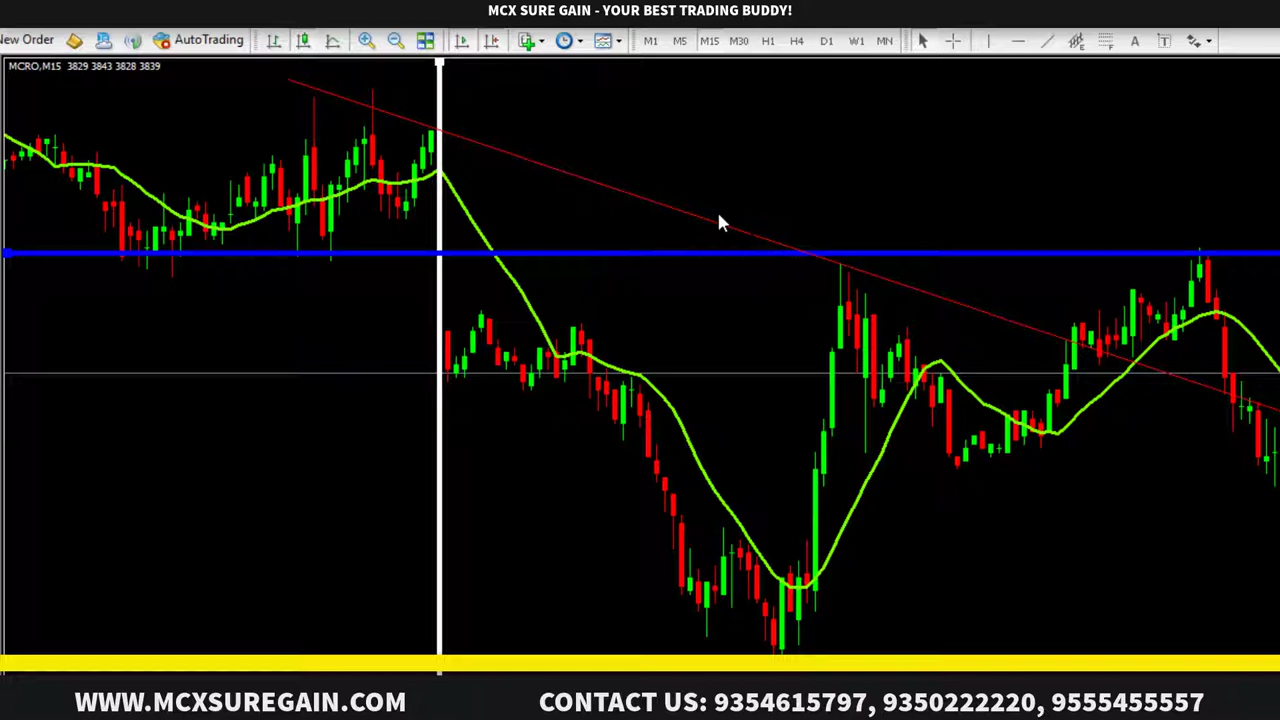 MCX SURE GAIN - YOUR BEST TRADING BUDDY!
New Order AutoTrading M1 M5 M15 M30 H1 H4 D1 W1 MN A T
MCRO,M15 3829 3843 3828 3839
WWW.MCXSUREGAIN.COM CONTACT US: 9354615797, 9350222220, 9555455557